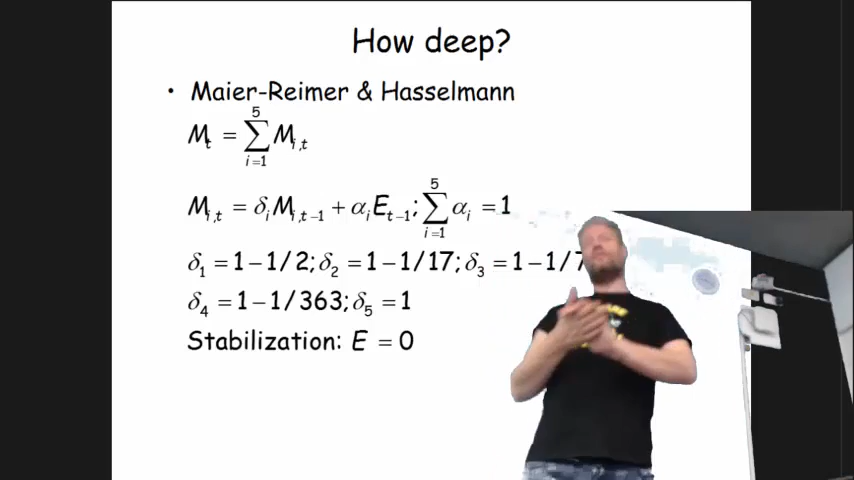 How deep?
• Maier-Reimer & Hasselmann
M_t = \sum_{i=1}^{5} M_{i,t}
M_{i,t} = δ_i M_{i,t-1} + α_i E_{t-1}; \sum_{i=1}^{5} α_i = 1
δ_1 = 1-1/2; δ_2 = 1-1/17; δ_3 = 1-1/7
δ_4 = 1-1/363; δ_5 = 1
Stabilization: E = 0